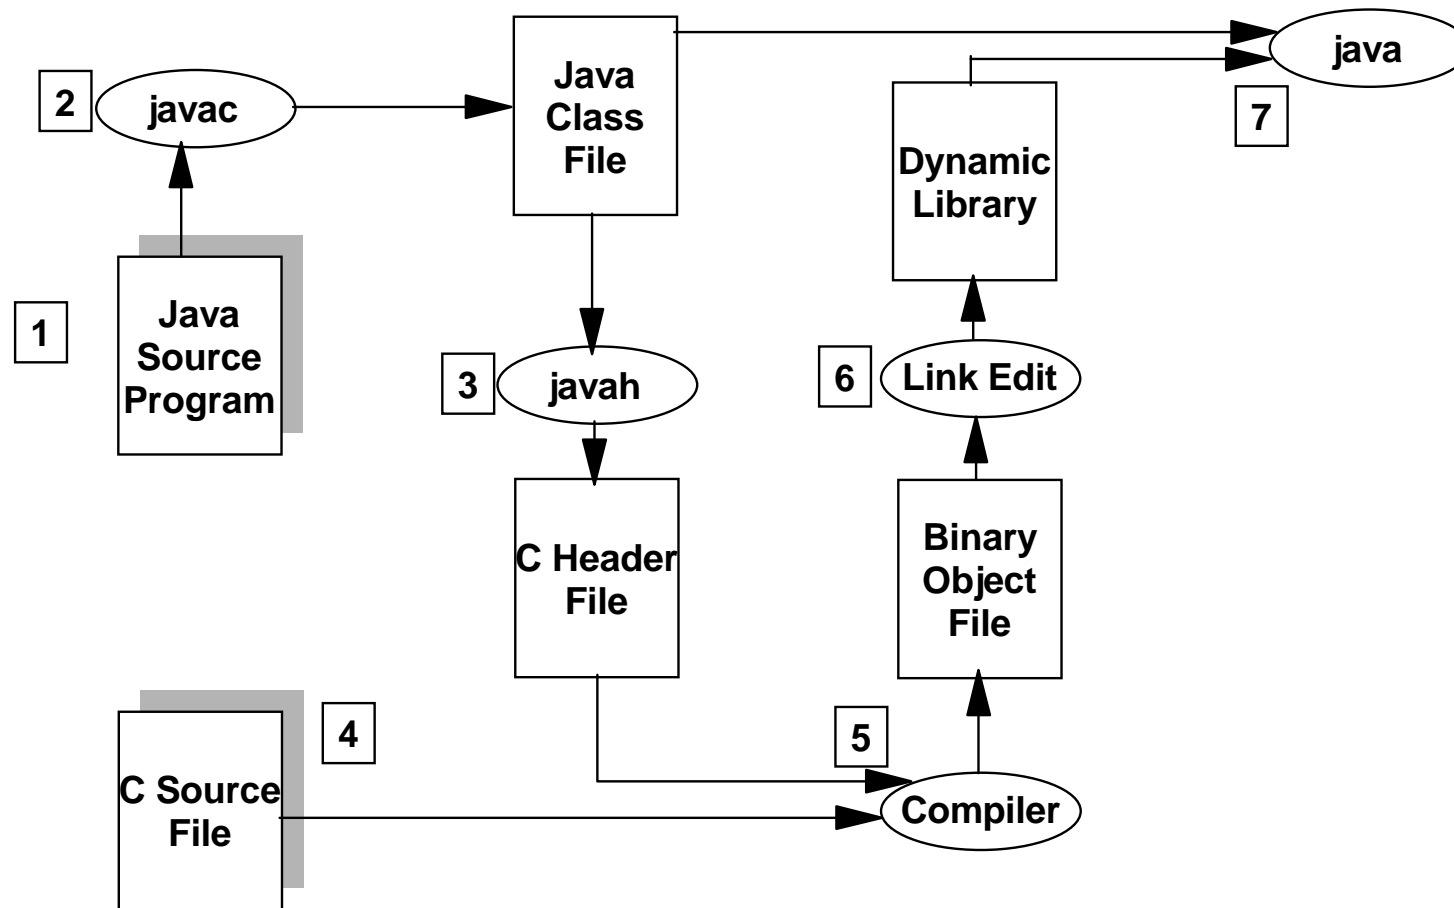 java
Java
Class
File
2
javac
7
Dynamic
Library
1
Java
Source
Program
3
javah
6
Link Edit
C Header
File
Binary
Object
File
4
5
C Source
File
Compiler